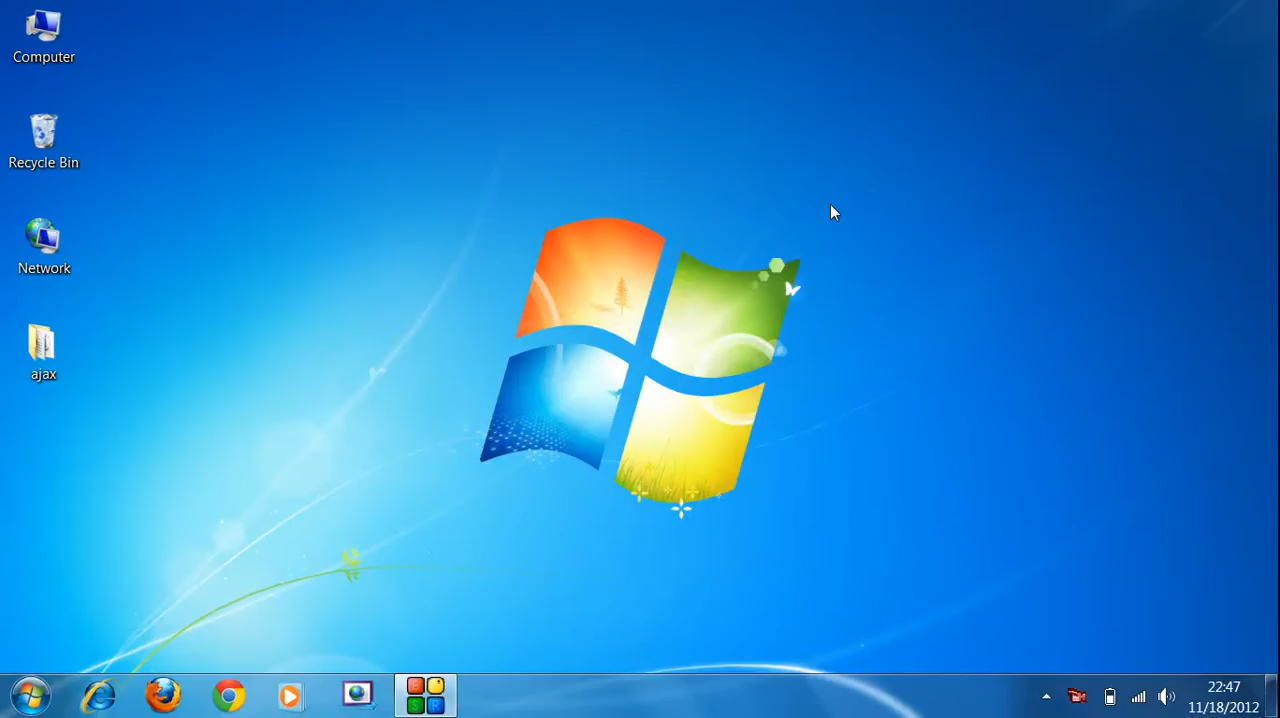 Computer
Recycle Bin
Network
ajax
22:47
11/18/2012